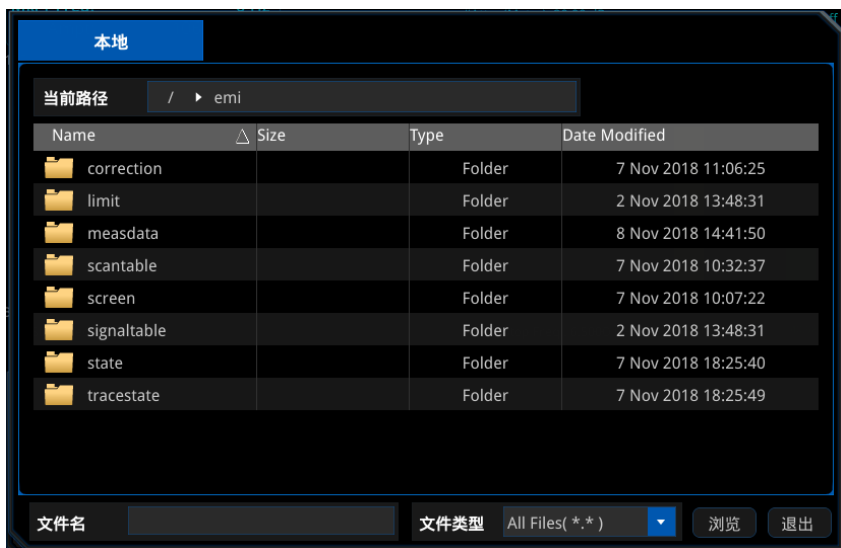 本地
当前路径 / ▶ emi
Name △ Size Type Date Modified
correction Folder 7 Nov 2018 11:06:25
limit Folder 2 Nov 2018 13:48:31
measdata Folder 8 Nov 2018 14:41:50
scantable Folder 7 Nov 2018 10:32:37
screen Folder 7 Nov 2018 10:07:22
signaltable Folder 2 Nov 2018 13:48:31
state Folder 7 Nov 2018 18:25:40
tracestate Folder 7 Nov 2018 18:25:49
文件名 文件类型 All Files( *.* ) 浏览 退出